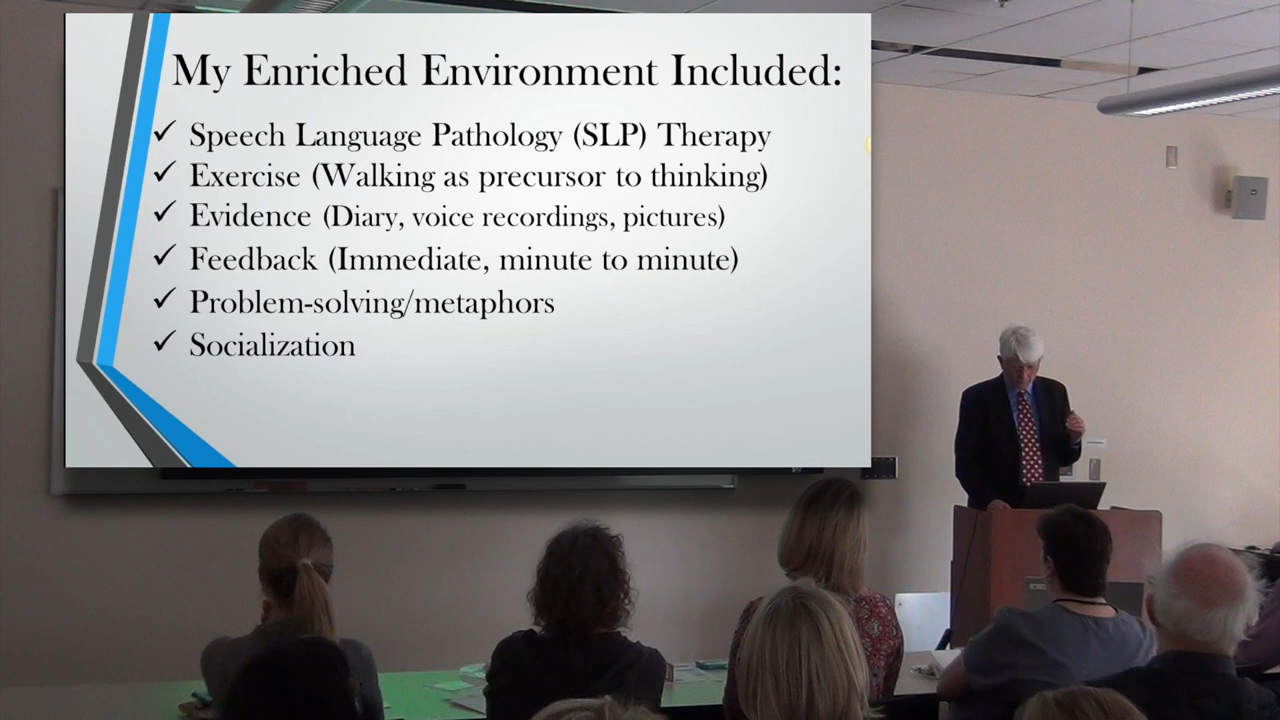 My Enriched Environment Included:
✓ Speech Language Pathology (SLP) Therapy
✓ Exercise (Walking as precursor to thinking)
✓ Evidence (Diary, voice recordings, pictures)
✓ Feedback (Immediate, minute to minute)
✓ Problem-solving/metaphors
✓ Socialization